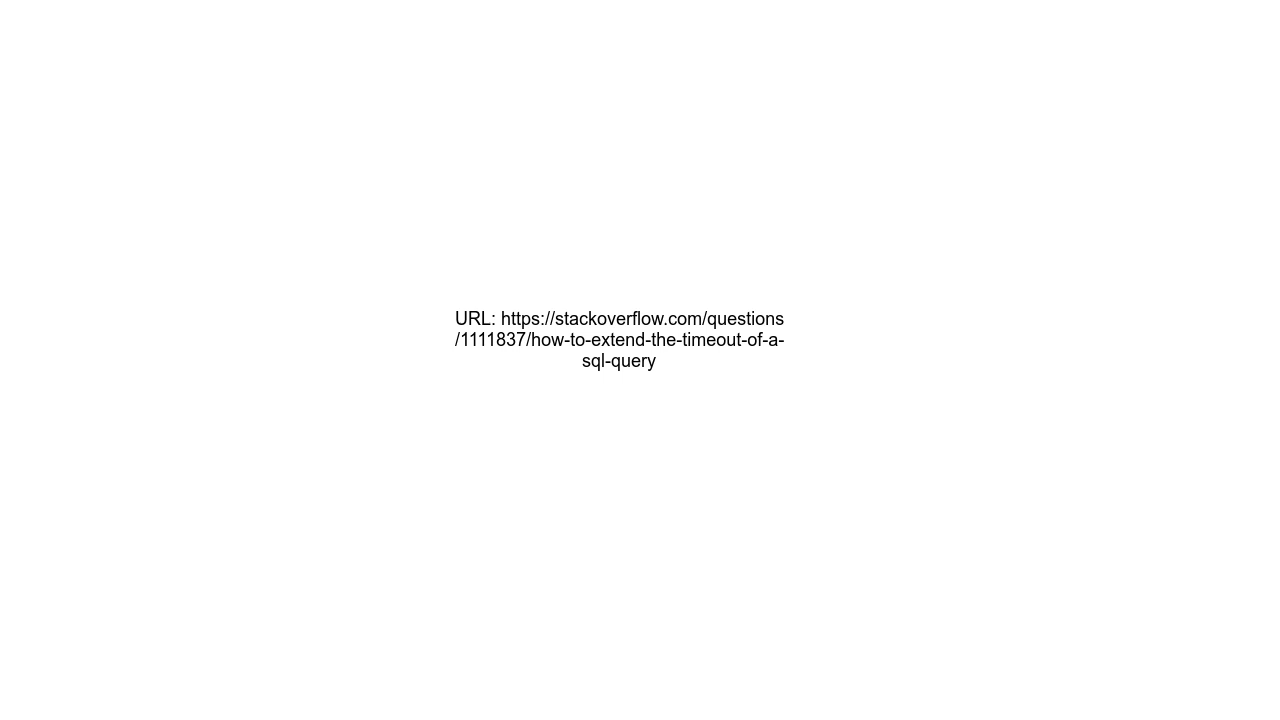 URL: https://stackoverflow.com/questions
/1111837/how-to-extend-the-timeout-of-a-
sql-query